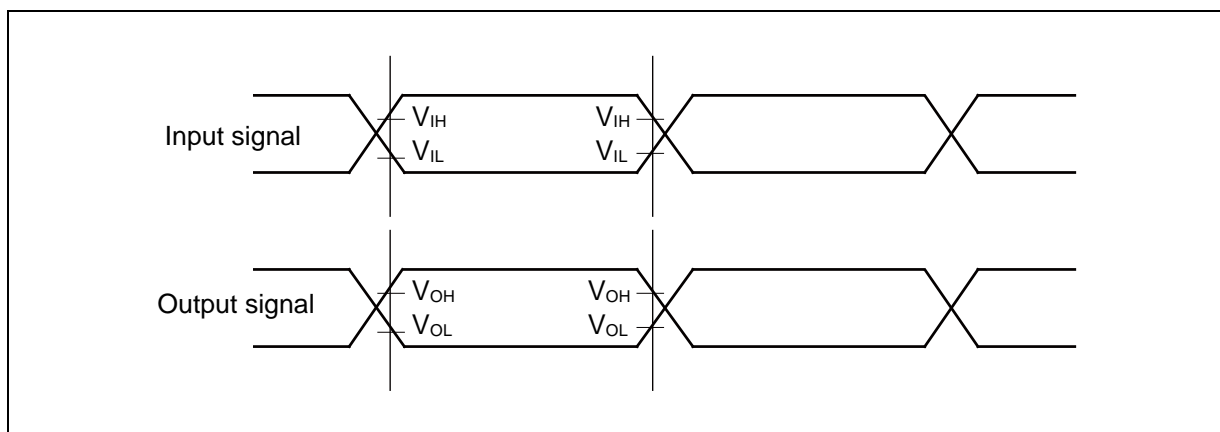 Input signal
VIH
VIH
VIL
VIL
Output signal
VOH
VOH
VOL
VOL